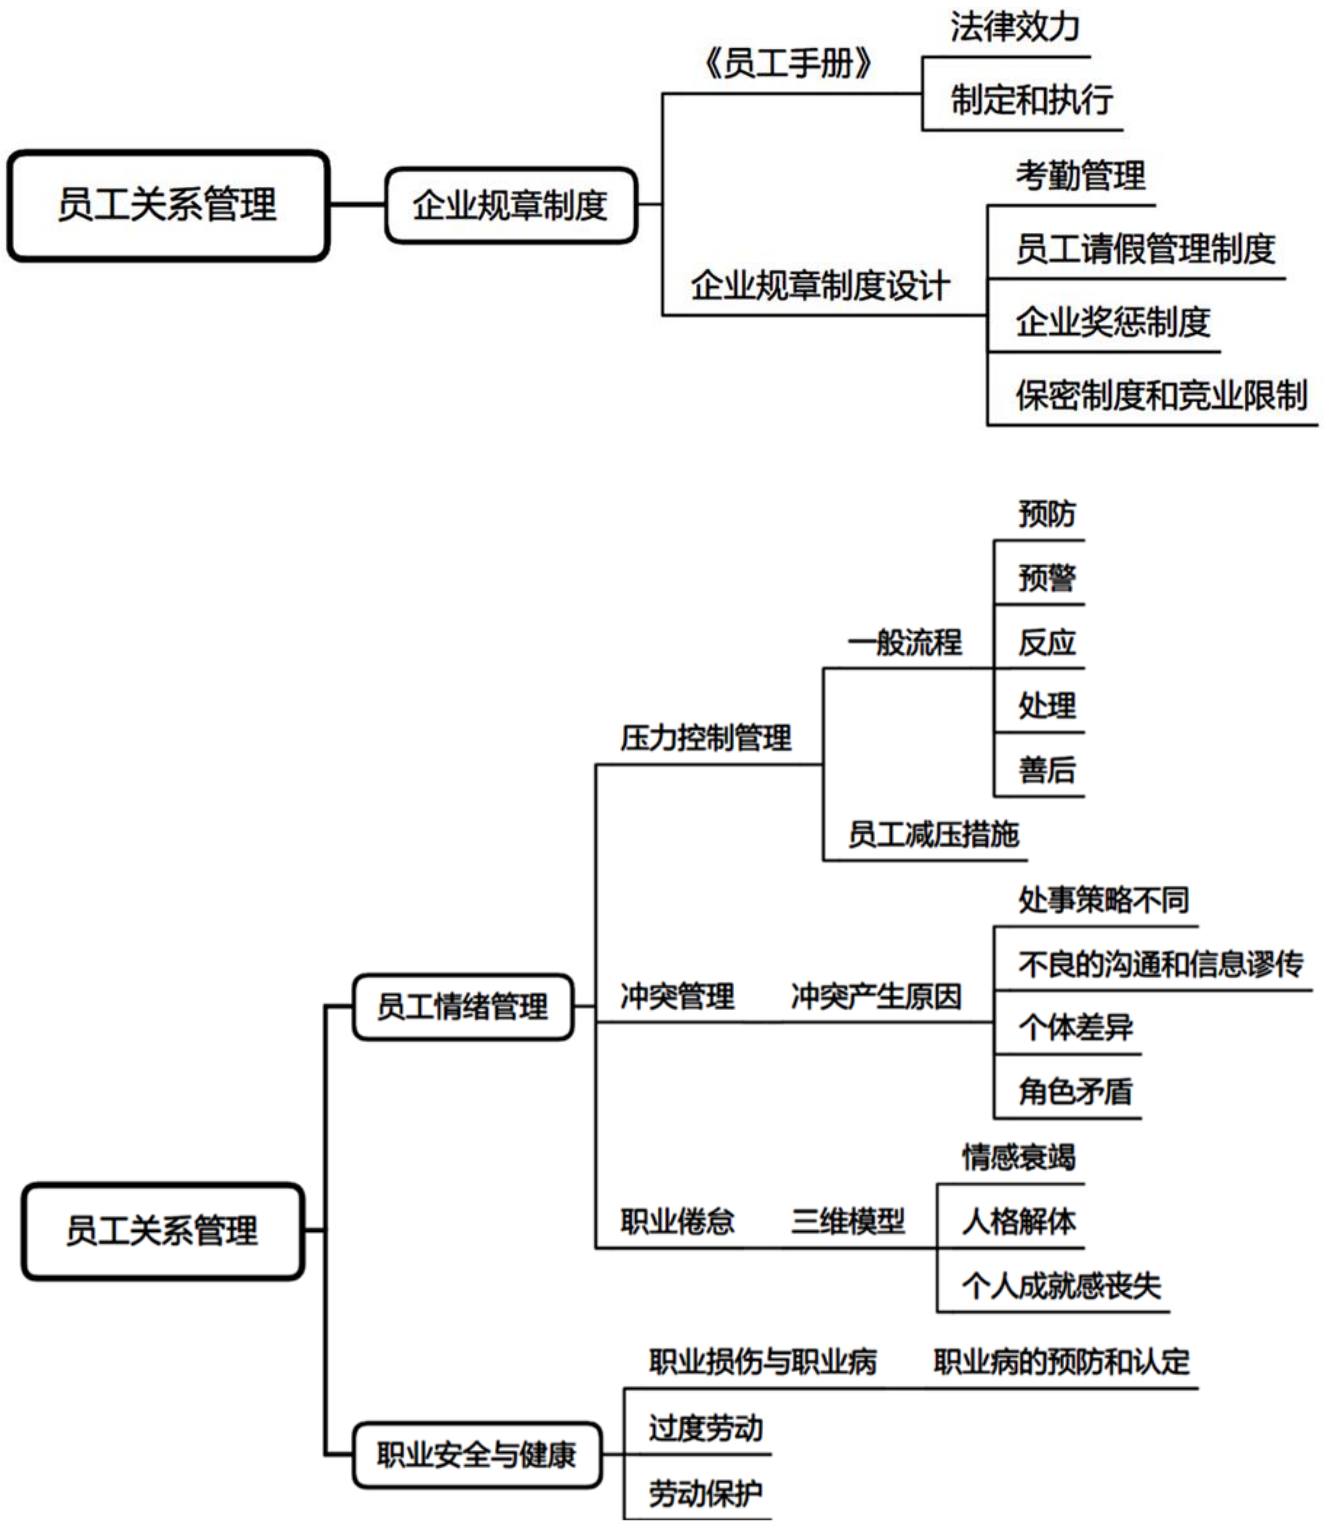 员工关系管理
企业规章制度
《员工手册》
法律效力
制定和执行
企业规章制度设计
考勤管理
员工请假管理制度
企业奖惩制度
保密制度和竞业限制
员工关系管理
员工情绪管理
压力控制管理
一般流程
预防
预警
反应
处理
善后
员工减压措施
冲突管理
冲突产生原因
处事策略不同
不良的沟通和信息谬传
个体差异
角色矛盾
职业倦怠
三维模型
情感衰竭
人格解体
个人成就感丧失
职业安全与健康
职业损伤与职业病
职业病的预防和认定
过度劳动
劳动保护